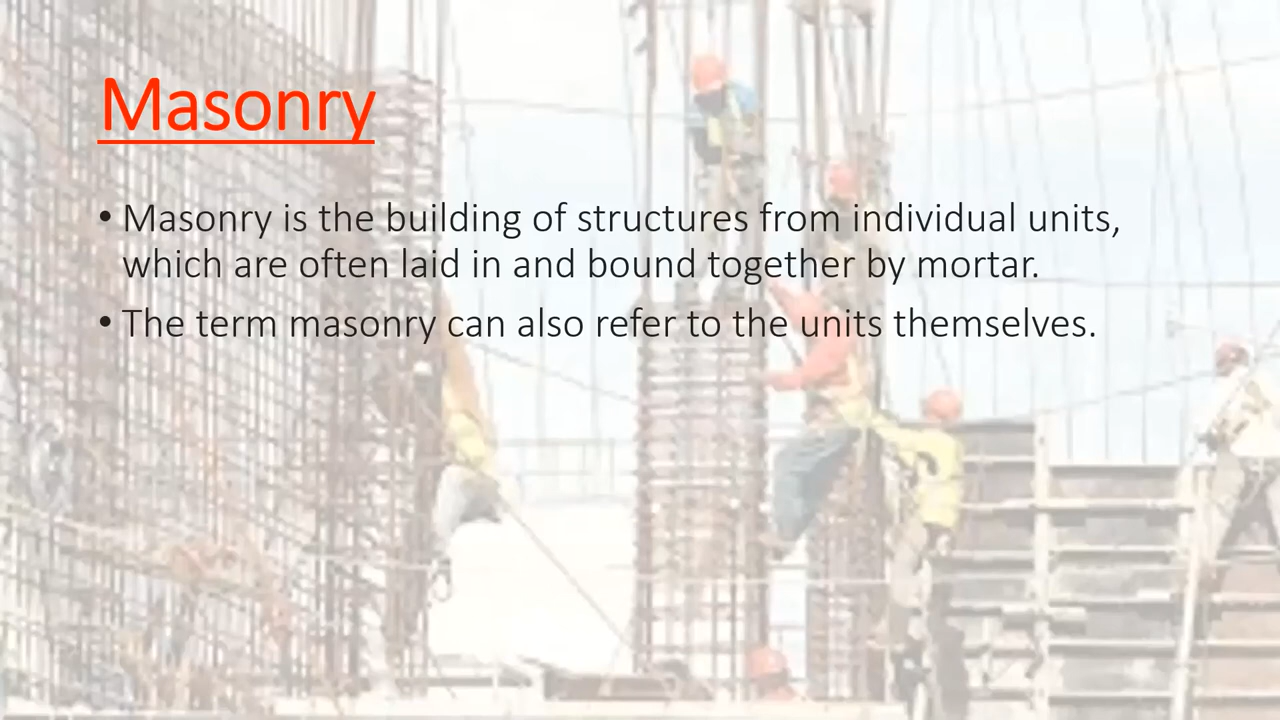 Masonry
• Masonry is the building of structures from individual units,
which are often laid in and bound together by mortar.
• The term masonry can also refer to the units themselves.